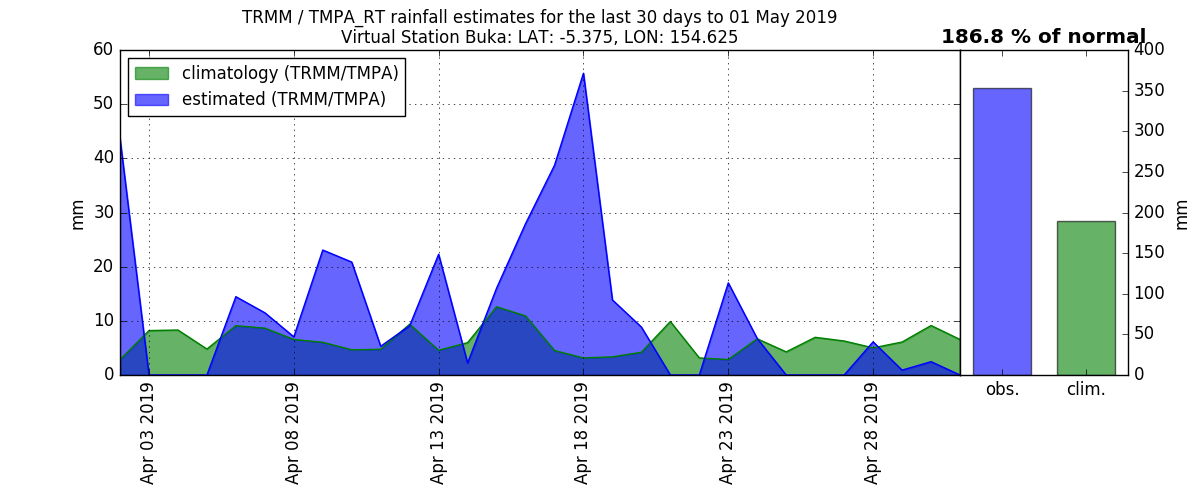 TRMM / TMPA_RT rainfall estimates for the last 30 days to 01 May 2019
Virtual Station Buka: LAT: -5.375, LON: 154.625
186.8 % of normal
climatology (TRMM/TMPA)
estimated (TRMM/TMPA)
60
50
40
30
20
10
0
mm
Apr 03 2019
Apr 08 2019
Apr 13 2019
Apr 18 2019
Apr 23 2019
Apr 28 2019
obs.
clim.
400
350
300
250
200
150
100
50
0
mm